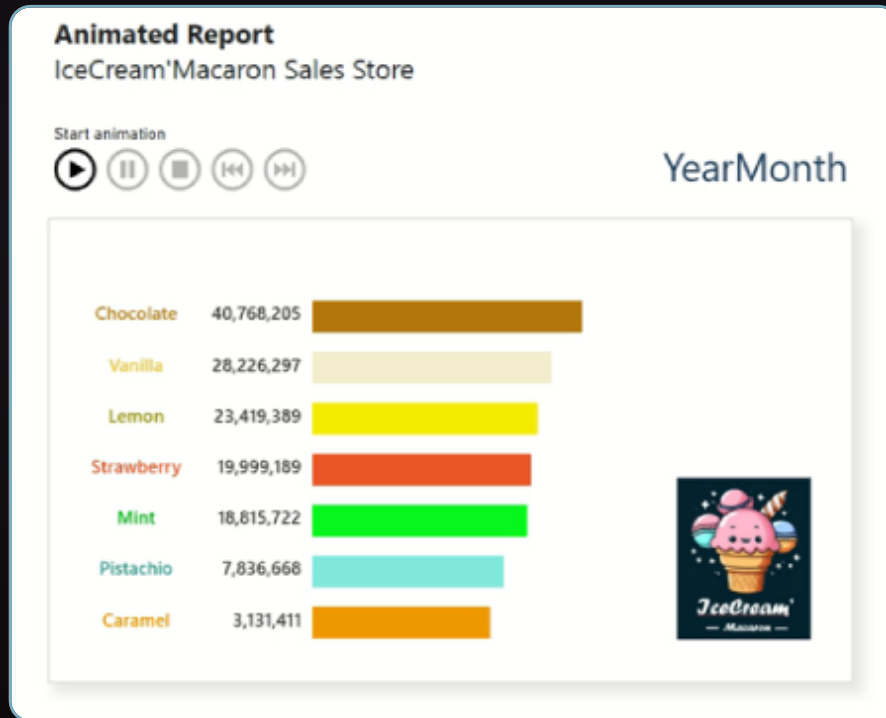 Animated Report
IceCream'Macaron Sales Store
Start animation
YearMonth
Chocolate 40,768,205
Vanilla 28,226,297
Lemon 23,419,389
Strawberry 19,999,189
Mint 18,815,722
Pistachio 7,836,668
Caramel 3,131,411
IceCream'
— Macaron —